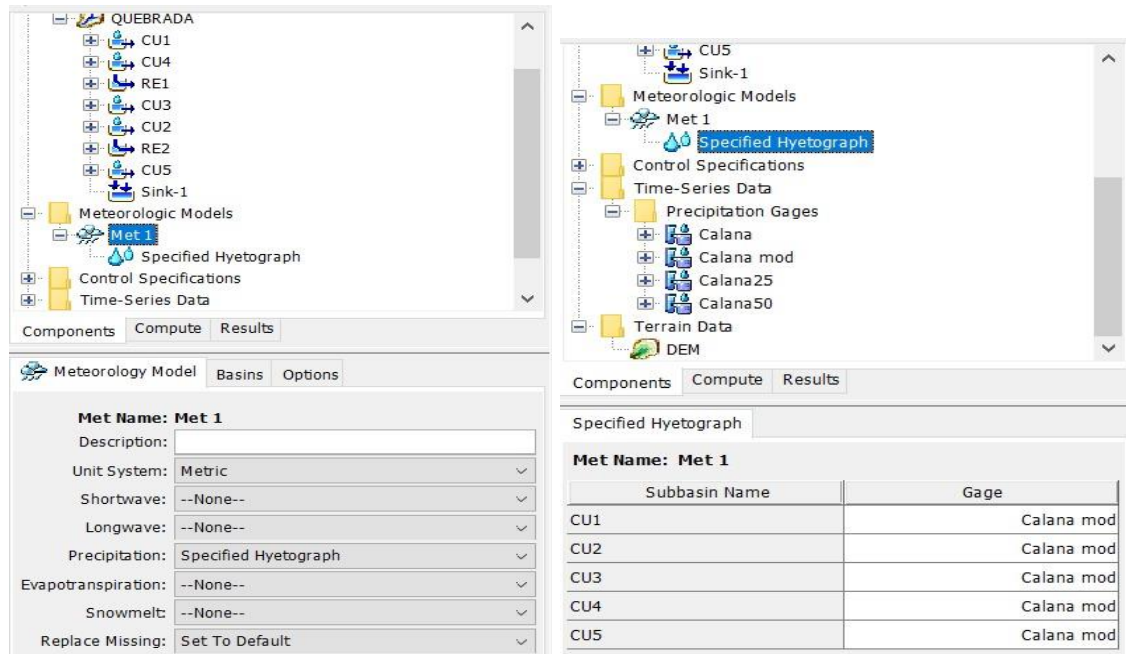 QUEBRADA
CU1
CU4
RE1
CU3
CU2
RE2
CU5
Sink-1
Meteorologic Models
Met 1
Specified Hyetograph
Control Specifications
Time-Series Data
Components Compute Results
Meteorology Model Basins Options
Met Name: Met 1
Description:
Unit System: Metric
Shortwave: --None--
Longwave: --None--
Precipitation: Specified Hyetograph
Evapotranspiration: --None--
Snowmelt: --None--
Replace Missing: Set To Default
CU5
Sink-1
Meteorologic Models
Met 1
Specified Hyetograph
Control Specifications
Time-Series Data
Precipitation Gages
Calana
Calana mod
Calana25
Calana50
Terrain Data
DEM
Components Compute Results
Specified Hyetograph
Met Name: Met 1
Subbasin Name Gage
CU1 Calana mod
CU2 Calana mod
CU3 Calana mod
CU4 Calana mod
CU5 Calana mod